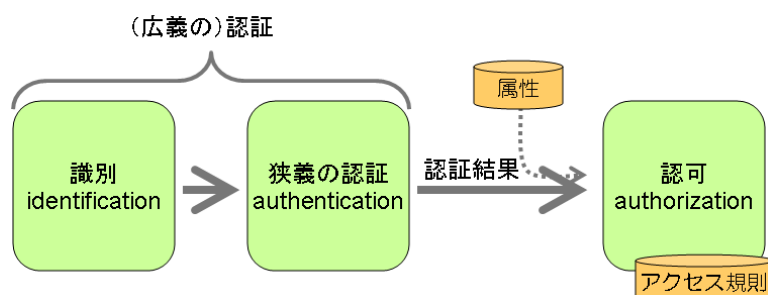 (広義の)認証
属性
識別
identification
狭義の認証
authentication
認証結果
認可
authorization
アクセス規則